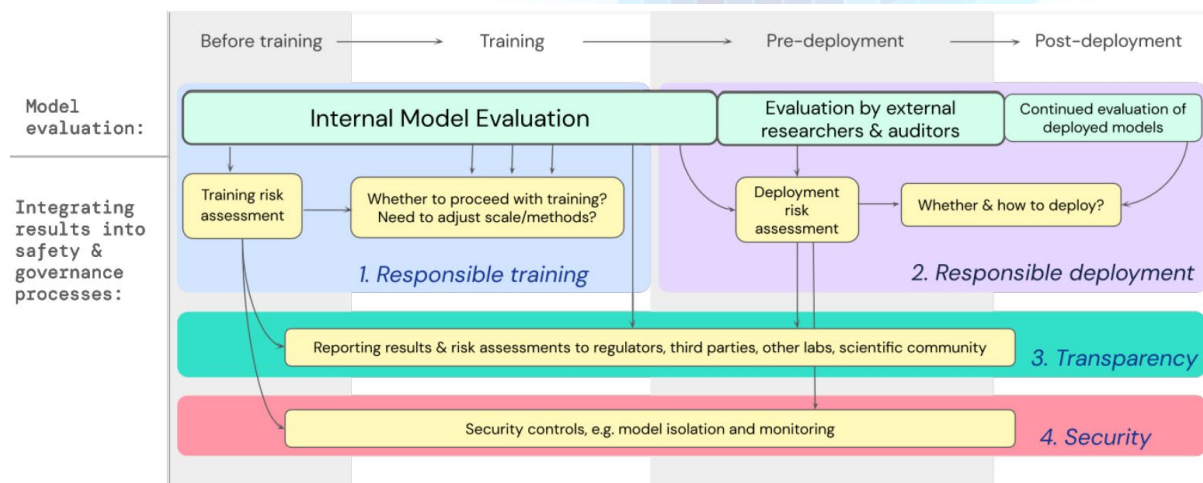 Before training
Training
Pre-deployment
Post-deployment
Model
evaluation:
Internal Model Evaluation
Evaluation by external
researchers & auditors
Continued evaluation of
deployed models
Integrating
results into
safety &
governance
processes:
Training risk
assessment
Whether to proceed with training?
Need to adjust scale/methods?
Deployment
risk
assessment
Whether & how to deploy?
1. Responsible training
2. Responsible deployment
Reporting results & risk assessments to regulators, third parties, other labs, scientific community
3. Transparency
Security controls, e.g. model isolation and monitoring
4. Security